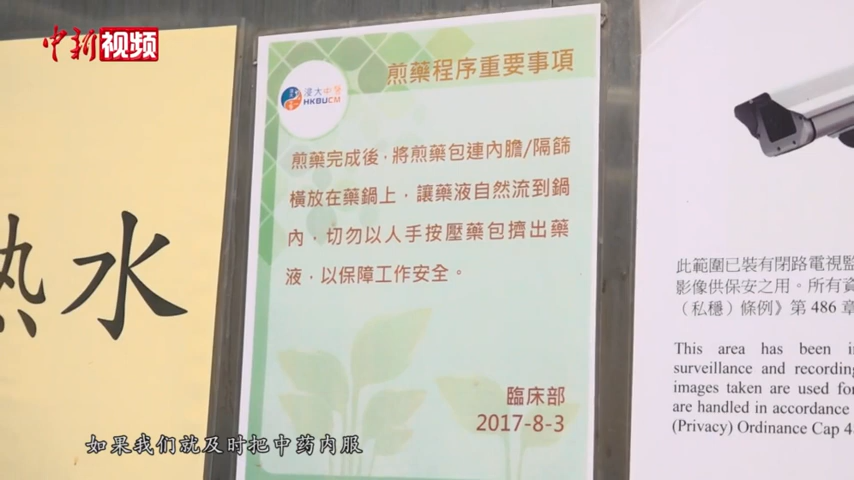 中新视频
热水
煎藥程序重要事項
浸大中醫
HKBUCM
煎藥完成後，將煎藥包連內膽/隔篩
橫放在藥鍋上，讓藥液自然流到鍋
內，切勿以人手按壓藥包擠出藥
液，以保障工作安全。
臨床部
2017-8-3
此範圍已裝有閉路電視監
影像供保安之用。所有資
（私穩）條例》第 486 章
This area has been i
surveillance and recording
images taken are used for
are handled in accordance
(Privacy) Ordinance Cap 4
如果我们就及时把中药内服